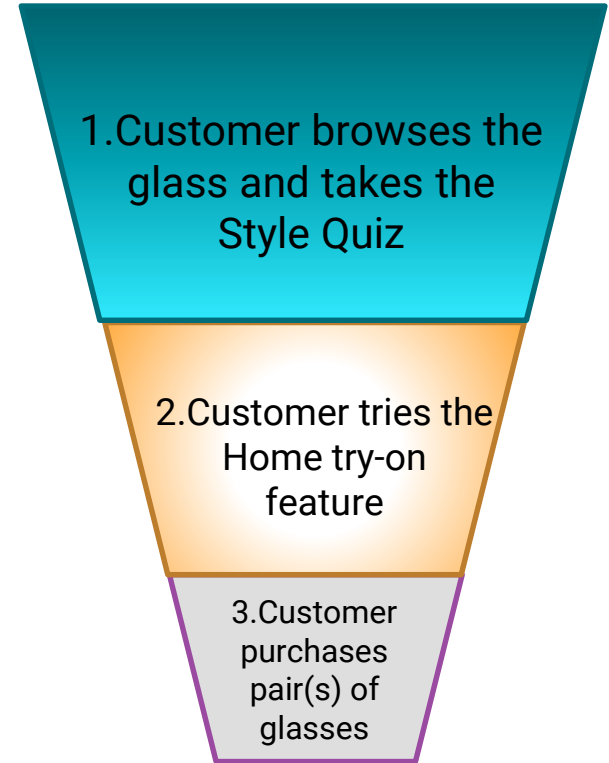 1.Customer browses the
glass and takes the
Style Quiz
2.Customer tries the
Home try-on
feature
3.Customer
purchases
pair(s) of
glasses